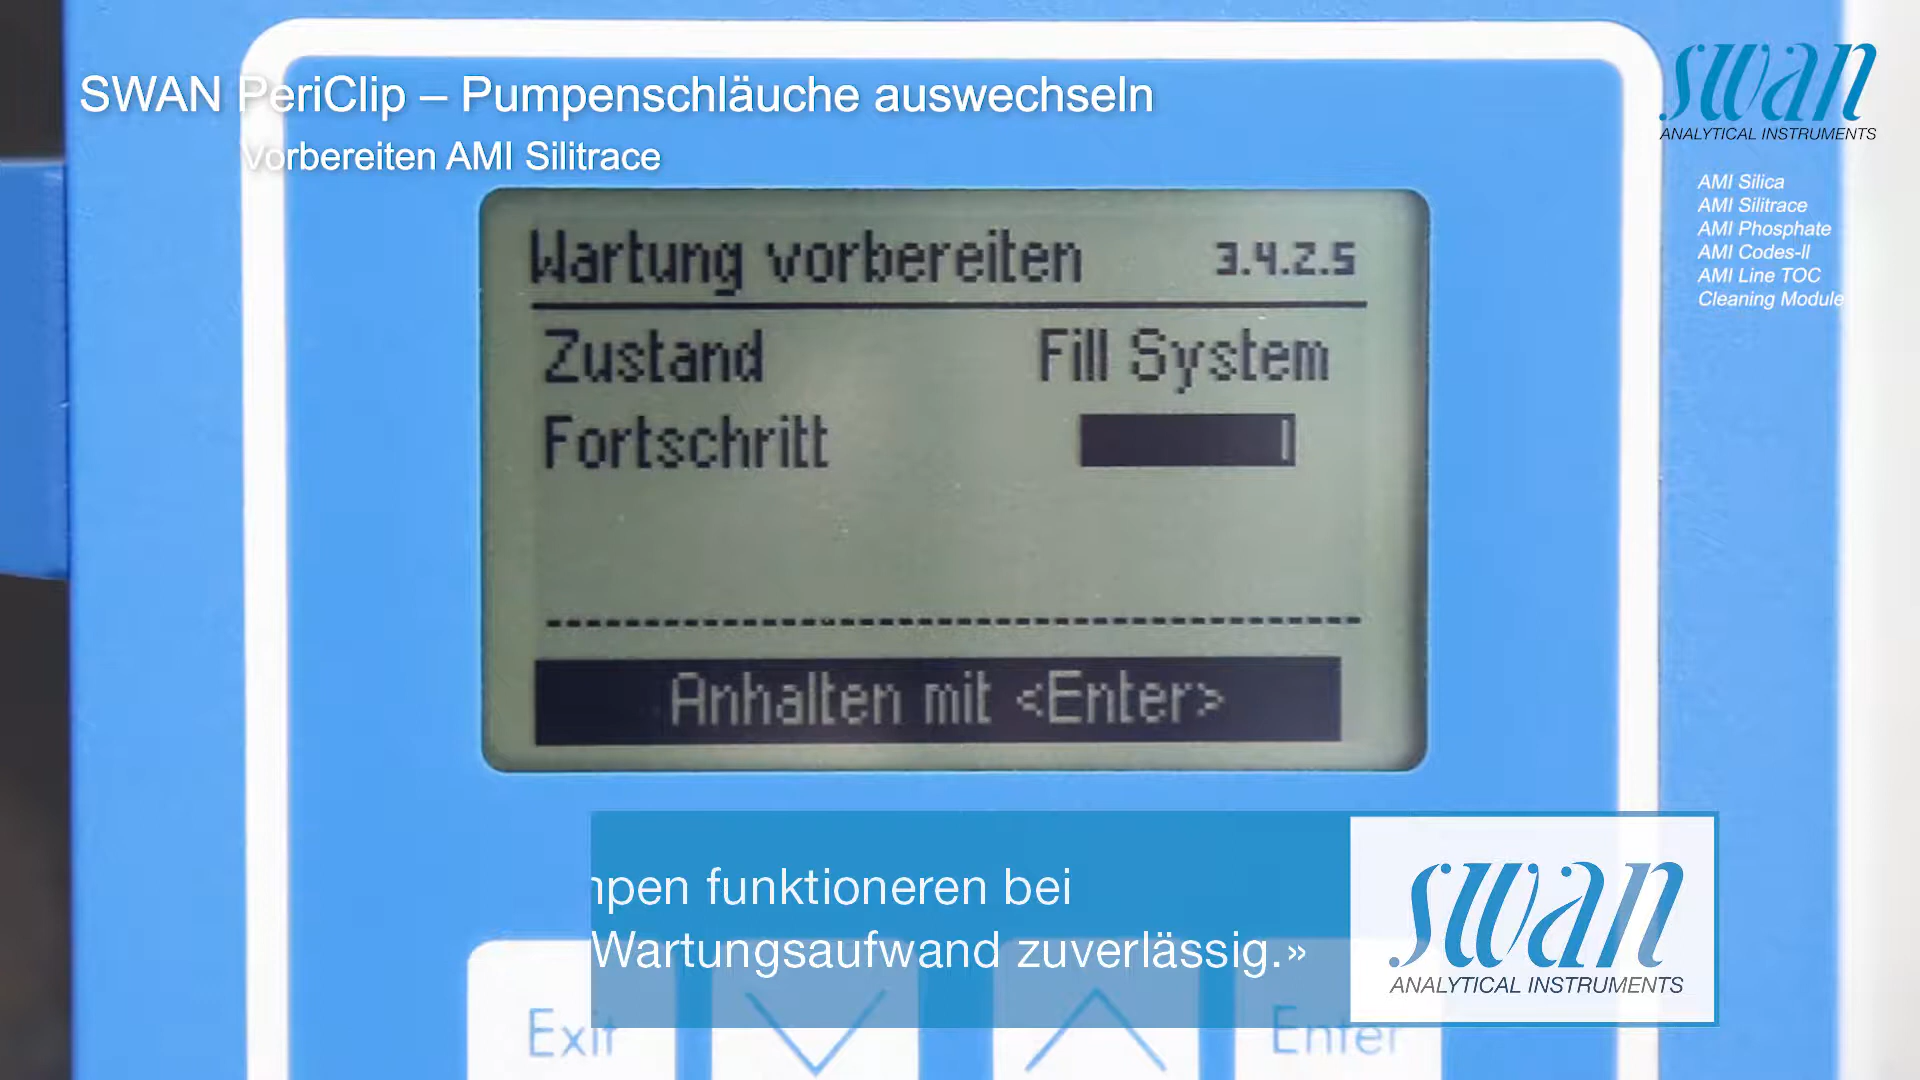 SWAN PeriClip – Pumpenschläuche auswechseln
Vorbereiten AMI Silitrace
swan
ANALYTICAL INSTRUMENTS
AMI Silica
AMI Silitrace
AMI Phosphate
AMI Codes-II
AMI Line TOC
Cleaning Module
Wartung vorbereiten 3.4.2.5
Zustand Fill System
Fortschritt
Anhalten mit <Enter>
funktioneren bei
Wartungsaufwand zuverlässig.»
swan
ANALYTICAL INSTRUMENTS
Exit Enter